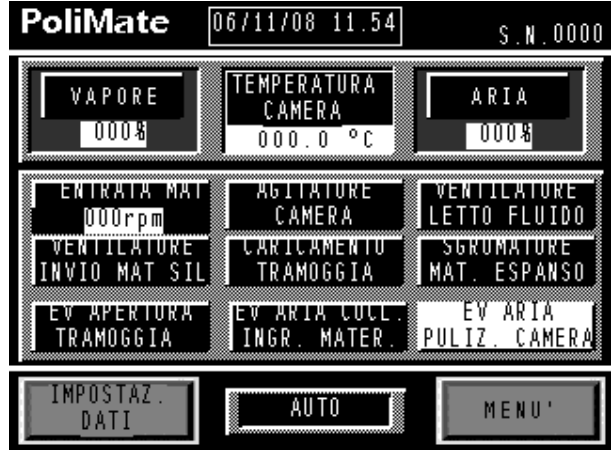 PoliMate 06/11/08 11.54 S.N.0000
VAPORE
000%
TEMPERATURA
CAMERA
000.0 °C
ARIA
000%
ENTRATA MAT
000rpm
AGITATORE
CAMERA
VENTILATORE
LETTO FLUIDO
VENTILATORE
INVIO MAT SIL
CARICAMENTO
TRAMOGGIA
SGRUMATORE
MAT. ESPANSO
EV APERTURA
TRAMOGGIA
EV ARIA COCL.
INGR. MATER.
EV ARIA
PULIZ. CAMERA
IMPOSTAZ.
DATI
AUTO
MENU'